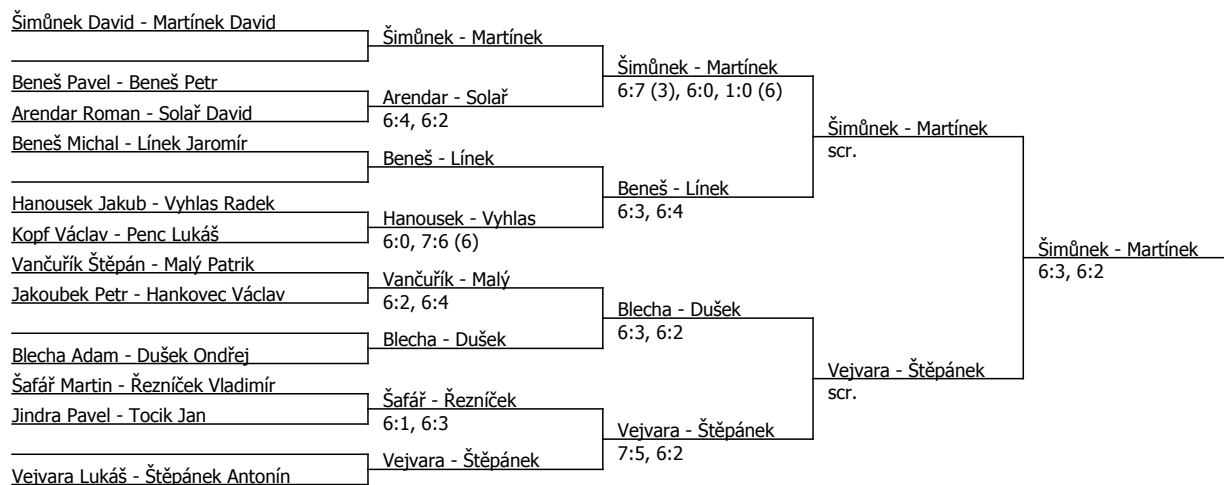 Šimůnek David - Martínek David
Beneš Pavel - Beneš Petr
Arendar Roman - Solař David
Beneš Michal - Línek Jaromír
Hanousek Jakub - Vyhlas Radek
Kopf Václav - Penc Lukáš
Vančuřík Štěpán - Malý Patrik
Jakoubek Petr - Hankovec Václav
Blecha Adam - Dušek Ondřej
Šafář Martin - Řezníček Vladimír
Jindra Pavel - Tocik Jan
Vejvara Lukáš - Štěpánek Antonín
Šimůnek - Martínek
Arendar - Solař
6:4, 6:2
Beneš - Línek
Hanousek - Vyhlas
6:0, 7:6 (6)
Vančuřík - Malý
6:2, 6:4
Blecha - Dušek
Šafář - Řezníček
6:1, 6:3
Vejvara - Štěpánek
Šimůnek - Martínek
6:7 (3), 6:0, 1:0 (6)
Beneš - Línek
6:3, 6:4
Blecha - Dušek
6:3, 6:2
Vejvara - Štěpánek
7:5, 6:2
Šimůnek - Martínek
scr.
Vejvara - Štěpánek
scr.
Šimůnek - Martínek
6:3, 6:2